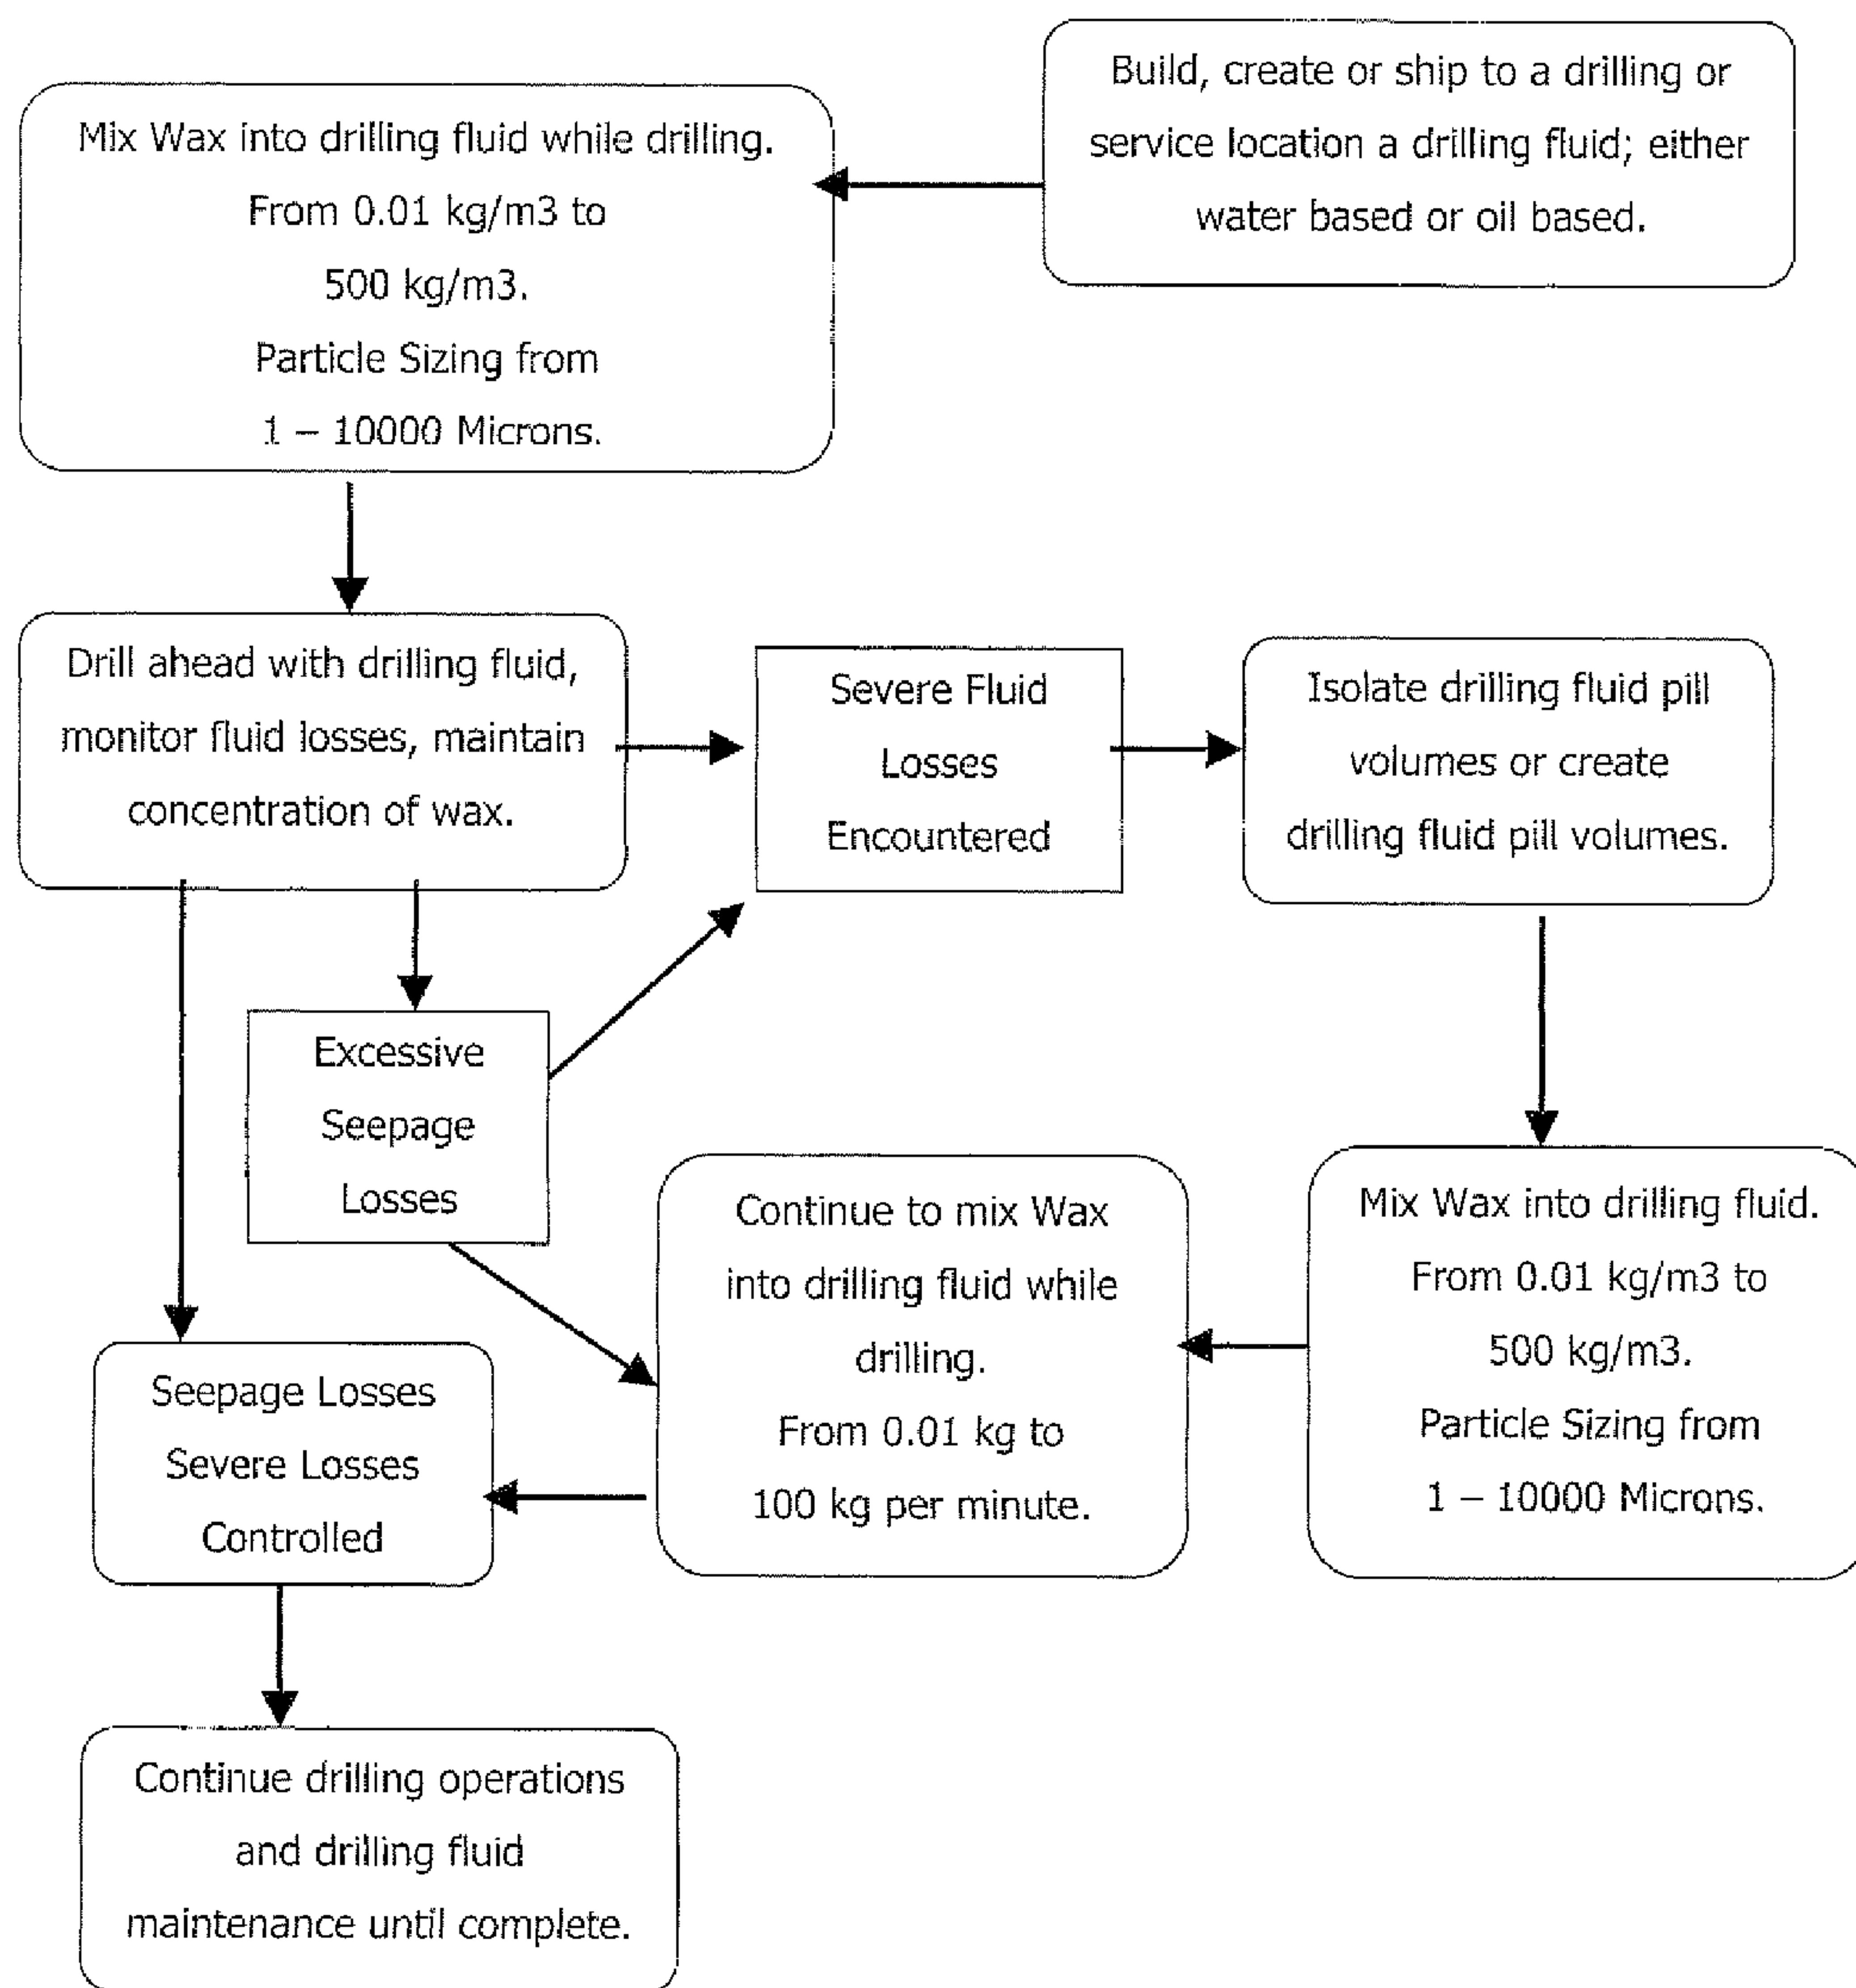 Build, create or ship to a drilling or
service location a drilling fluid; either
water based or oil based.
Mix Wax into drilling fluid while drilling.
From 0.01 kg/m3 to
500 kg/m3.
Particle Sizing from
1 – 10000 Microns.
Drill ahead with drilling fluid,
monitor fluid losses, maintain
concentration of wax.
Severe Fluid
Losses
Encountered
Isolate drilling fluid pill
volumes or create
drilling fluid pill volumes.
Excessive
Seepage
Losses
Mix Wax into drilling fluid.
From 0.01 kg/m3 to
500 kg/m3.
Particle Sizing from
1 – 10000 Microns.
Continue to mix Wax
into drilling fluid while
drilling.
From 0.01 kg to
100 kg per minute.
Seepage Losses
Severe Losses
Controlled
Continue drilling operations
and drilling fluid
maintenance until complete.